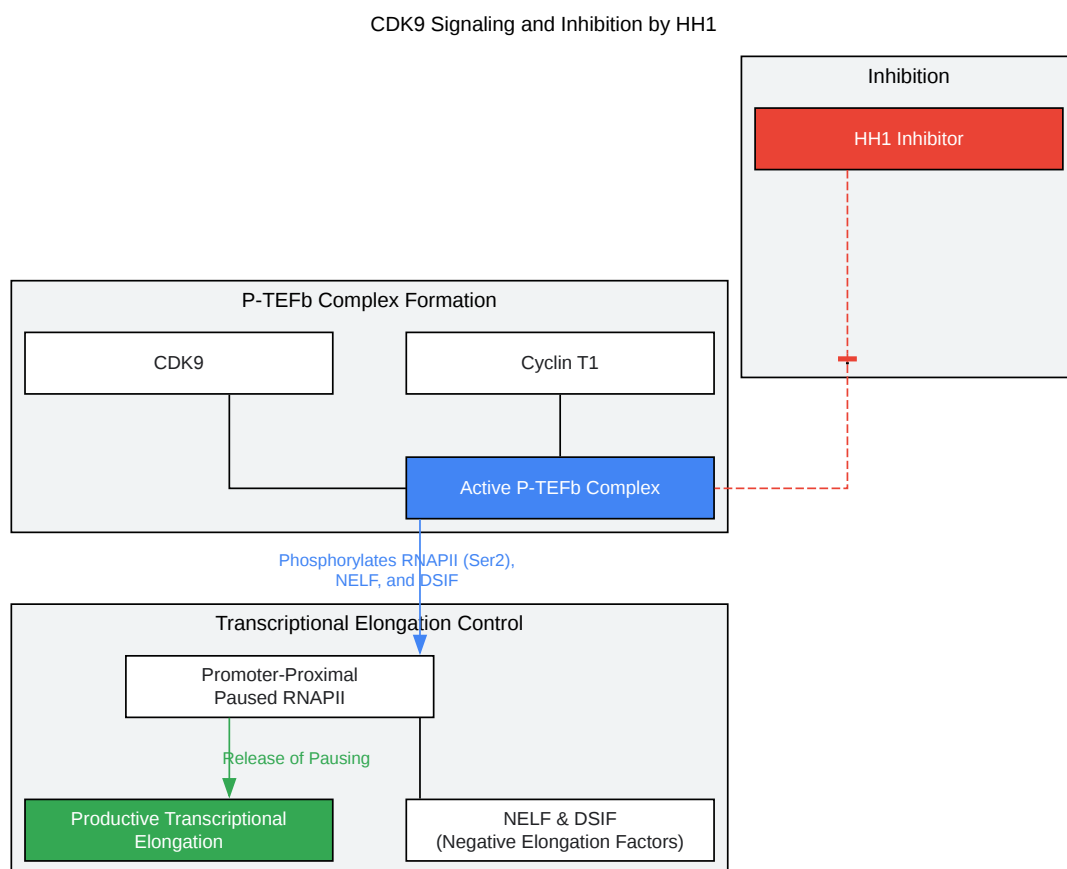 CDK9 Signaling and Inhibition by HH1
Inhibition
HH1 Inhibitor
P-TEFb Complex Formation
CDK9
Cyclin T1
Active P-TEFb Complex
Phosphorylates RNAPII (Ser2),
NELF, and DSIF
Transcriptional Elongation Control
Promoter-Proximal
Paused RNAPII
Release of Pausing
Productive Transcriptional
Elongation
NELF & DSIF
(Negative Elongation Factors)